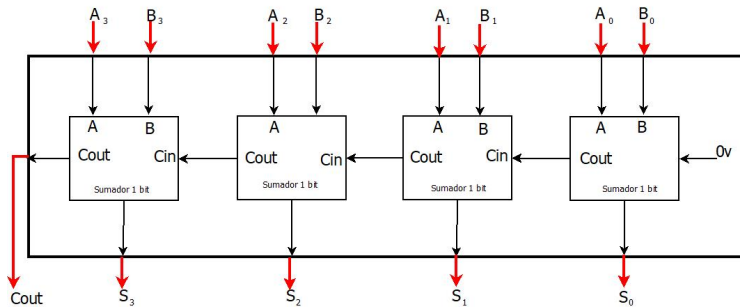 A₃ B₃ A₂ B₂ A₁ B₁ A₀ B₀
A B A A B A B
Cout Cin Cout Cin Cout Cin Cout 0v
Sumador 1 bit Sumador 1 bit Sumador 1 bit Sumador 1 bit
Cout S₃ S₂ S₁ S₀